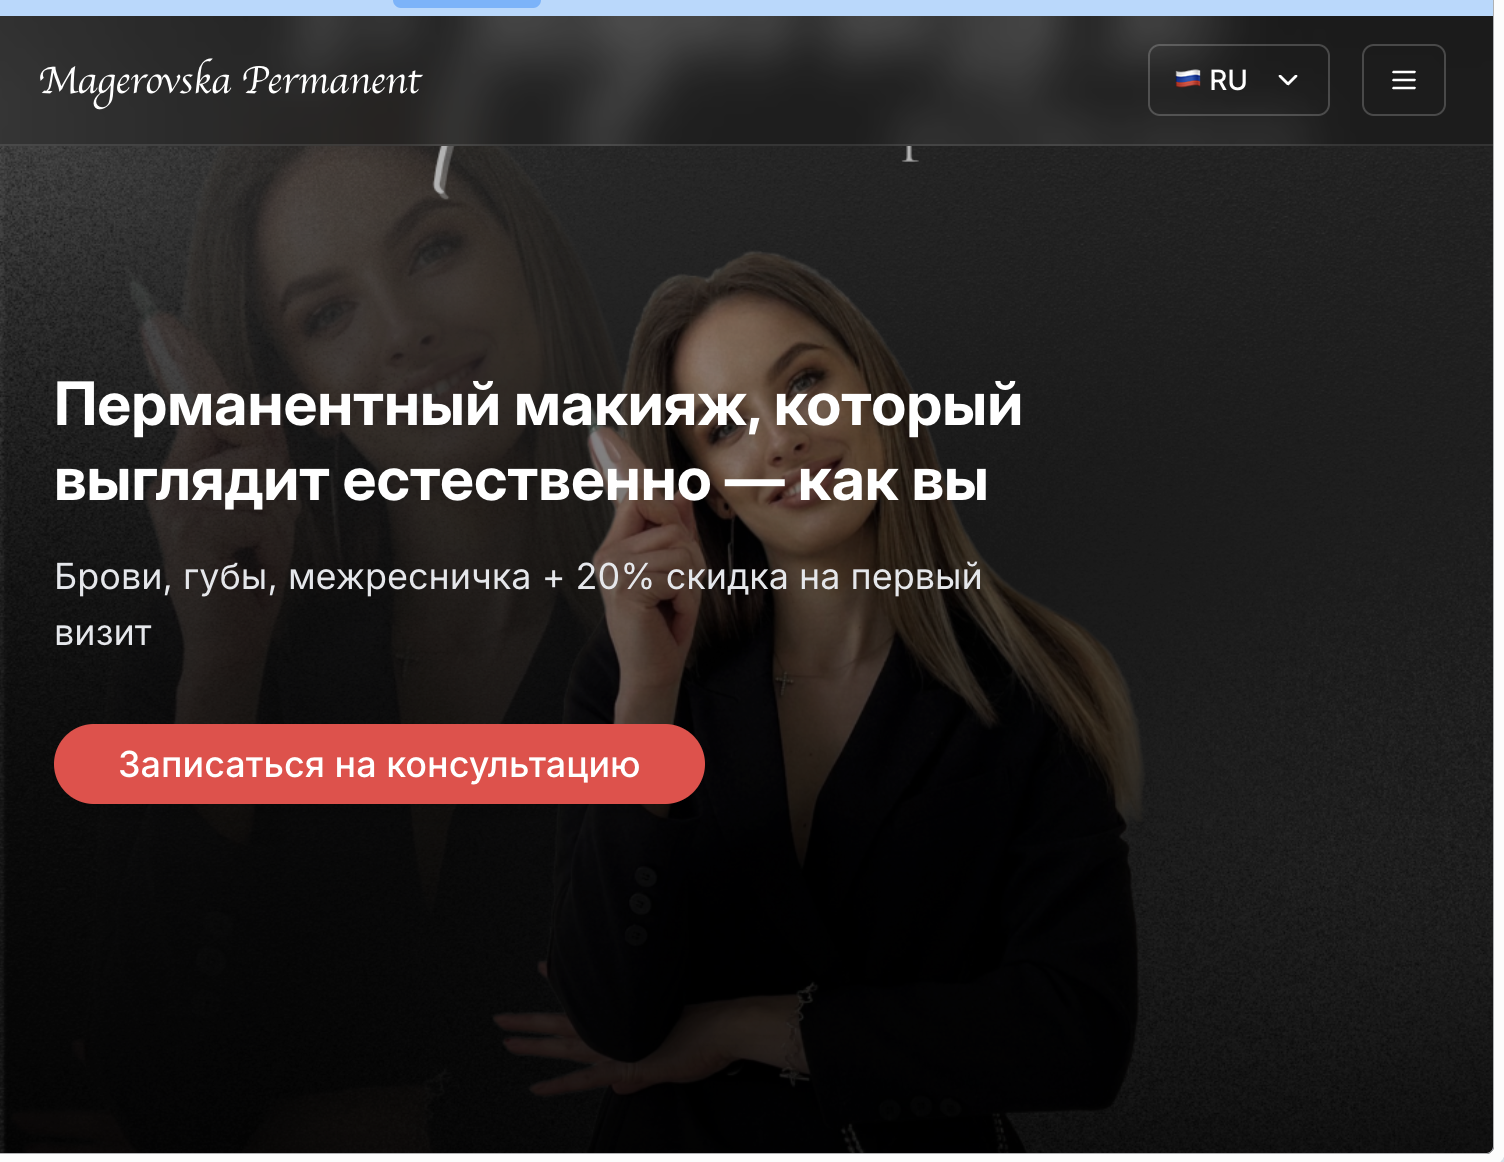 Magerovska Permanent
RU
Перманентный макияж, который
выглядит естественно — как вы
Брови, губы, межресничка + 20% скидка на первый
визит
Записаться на консультацию